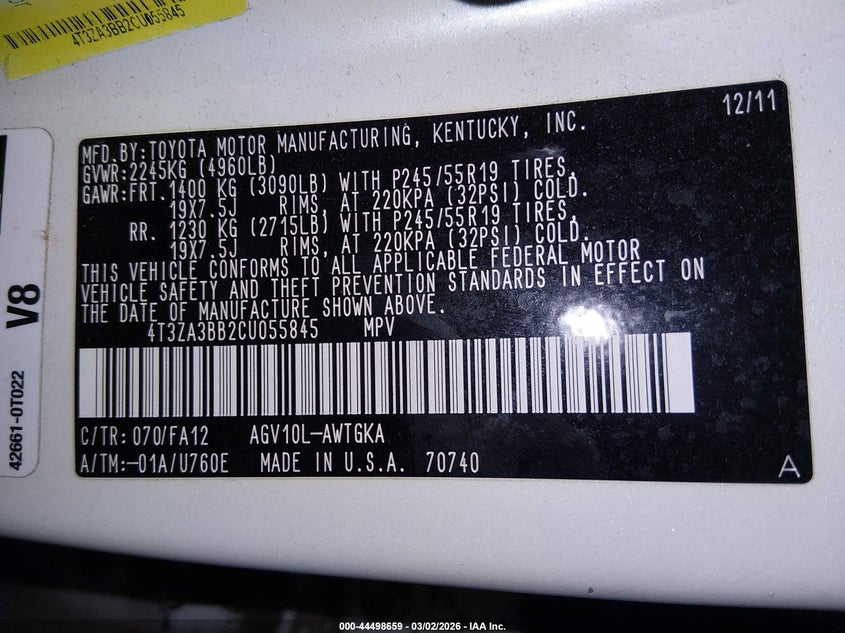 4T3ZA3BB2CU055845
12/11
MFD.BY:TOYOTA MOTOR MANUFACTURING, KENTUCKY, INC.
GVWR:2245KG (4960LB)
GAWR:FRT. 1400 KG (3090LB) WITH P245/55R19 TIRES,
19X7.5J RIMS, AT 220KPA (32PSI) COLD.
RR. 1230 KG (2715LB) WITH P245/55R19 TIRES,
19X7.5J RIMS, AT 220KPA (32PSI) COLD.
THIS VEHICLE CONFORMS TO ALL APPLICABLE FEDERAL MOTOR
VEHICLE SAFETY AND THEFT PREVENTION STANDARDS IN EFFECT ON
THE DATE OF MANUFACTURE SHOWN ABOVE.
4T3ZA3BB2CU055845 MPV
C/TR: 070/FA12 AGV10L-AWTGKA
A/TM:-01A/U760E MADE IN U.S.A. 70740
A
V8
42661-0T022
000-44498659 - 03/02/2026 - IAA Inc.